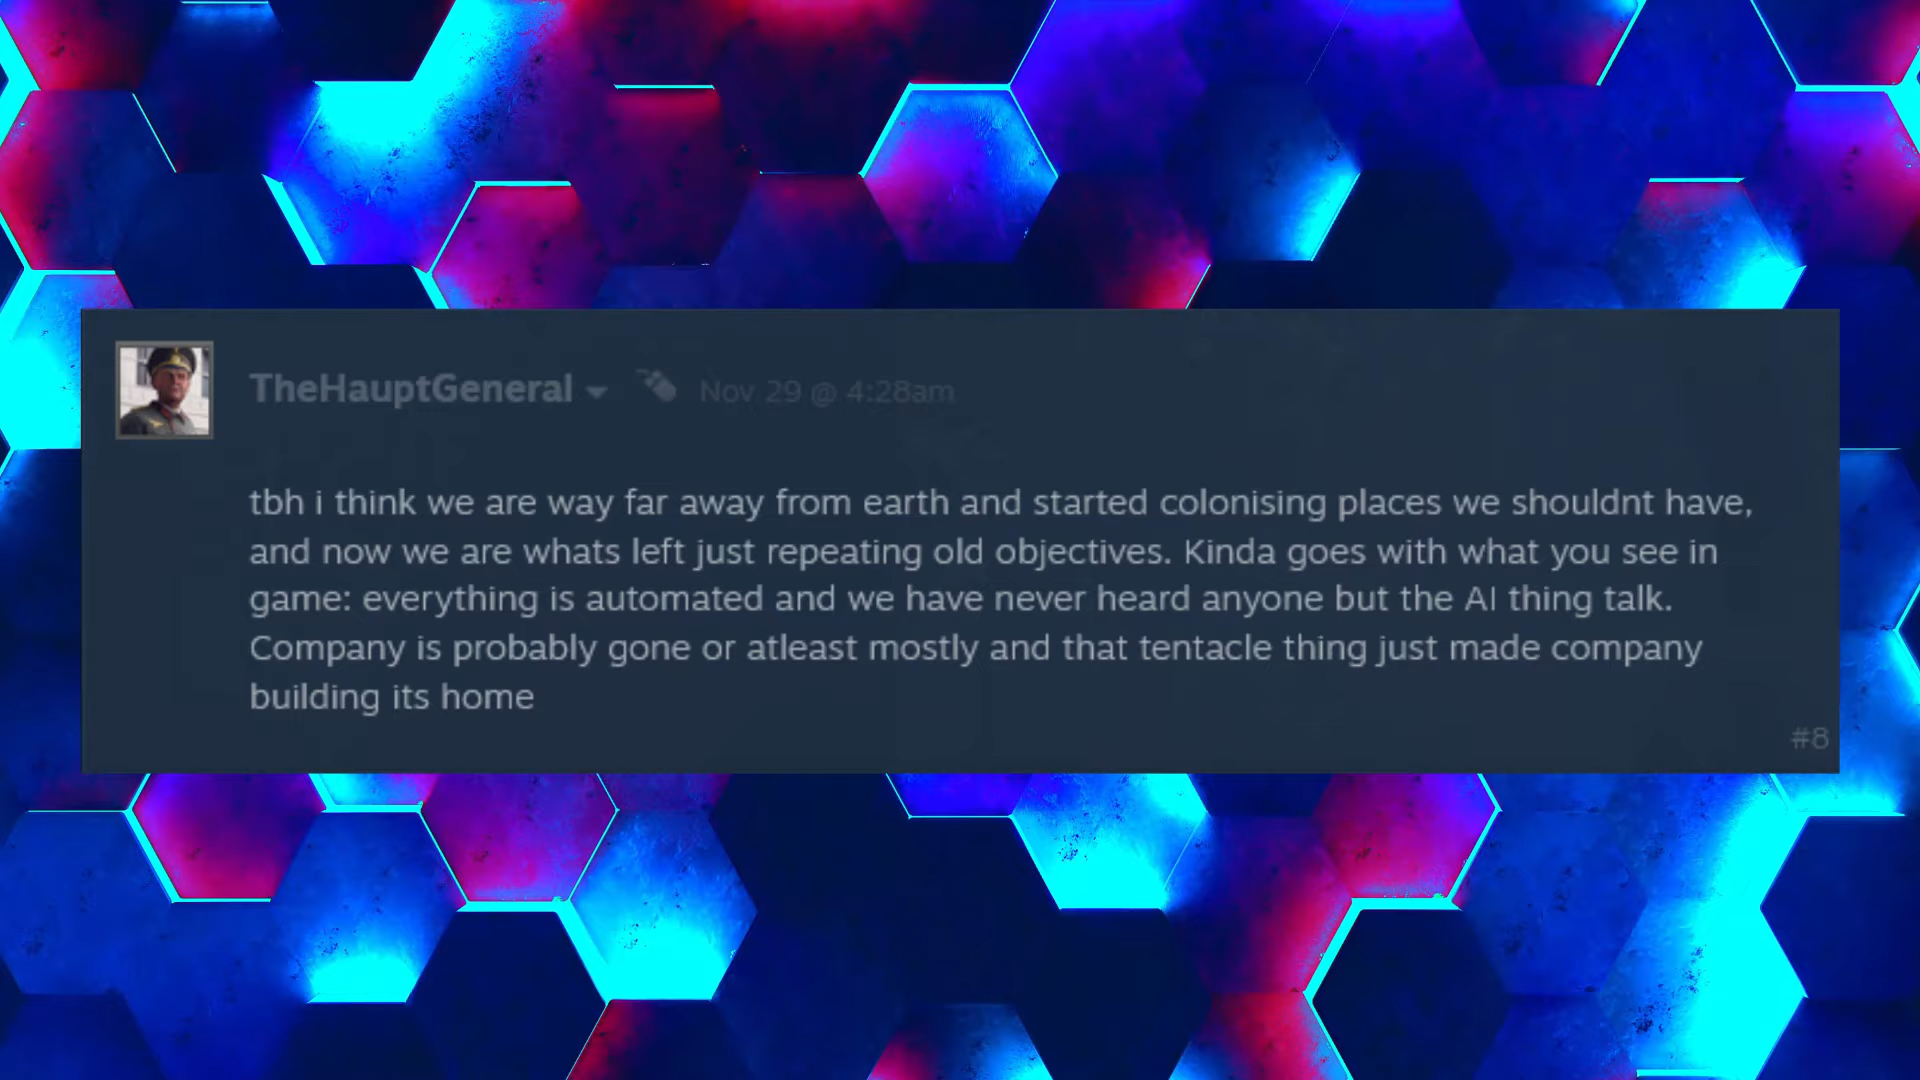 TheHauptGeneral Nov 29 @ 4:28am
tbh i think we are way far away from earth and started colonising places we shouldnt have,
and now we are whats left just repeating old objectives. Kinda goes with what you see in
game: everything is automated and we have never heard anyone but the AI thing talk.
Company is probably gone or atleast mostly and that tentacle thing just made company
building its home
#8